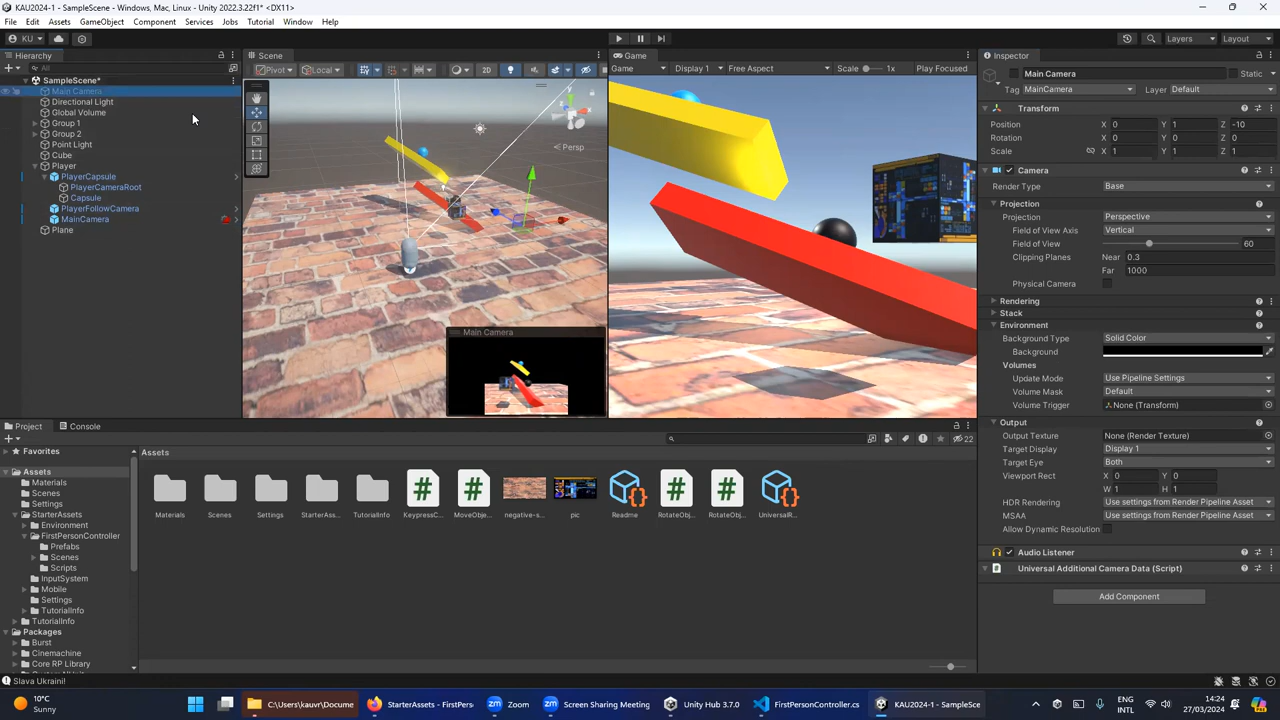 KAU2024-1 - SampleScene - Windows, Mac, Linux - Unity 2022.3.22f1* <DX11>
File Edit Assets GameObject Component Services Jobs Tutorial Window Help
KU Layers Layout
Hierarchy
All
SampleScene*
Main Camera
Directional Light
Global Volume
Group 1
Group 2
Point Light
Cube
Player
PlayerCapsule
PlayerCameraRoot
Capsule
PlayerFollowCamera
MainCamera
Plane
Scene
Pivot Local 2D
Persp
Main Camera
Game
Game Display 1 Free Aspect Scale 1x Play Focused
Inspector
Main Camera Static
Tag MainCamera Layer Default
Transform
Position X 0 Y 1 Z -10
Rotation X 0 Y 0 Z 0
Scale X 1 Y 1 Z 1
Camera
Render Type Base
Projection
Projection Perspective
Field of View Axis Vertical
Field of View 60
Clipping Planes Near 0.3
Far 1000
Physical Camera
Rendering
Stack
Environment
Background Type Solid Color
Background
Volumes
Update Mode Use Pipeline Settings
Volume Mask Default
Volume Trigger None (Transform)
Output
Output Texture None (Render Texture)
Target Display Display 1
Target Eye Both
Viewport Rect X 0 Y 0
W 1 H 1
HDR Rendering Use settings from Render Pipeline Asset
MSAA Use settings from Render Pipeline Asset
Allow Dynamic Resolution
Audio Listener
Universal Additional Camera Data (Script)
Add Component
Project Console
22
Favorites
Assets
Materials
Scenes
Settings
StarterAssets
Environment
FirstPersonController
Prefabs
Scenes
Scripts
InputSystem
Mobile
Settings
TutorialInfo
TutorialInfo
Packages
Burst
Cinemachine
Core RP Library
Assets
Materials Scenes Settings StarterAss... TutorialInfo KeypressC... MoveObje... negative-s... pic Readme RotateObj... RotateObj... UniversalR...
Slava Ukraini!
10°C
Sunny
C:\Users\kauvr\Docume
StarterAssets - FirstPers
Zoom
Screen Sharing Meeting
Unity Hub 3.7.0
FirstPersonController.cs
KAU2024-1 - SampleSce
ENG
INTL
14:24
27/03/2024